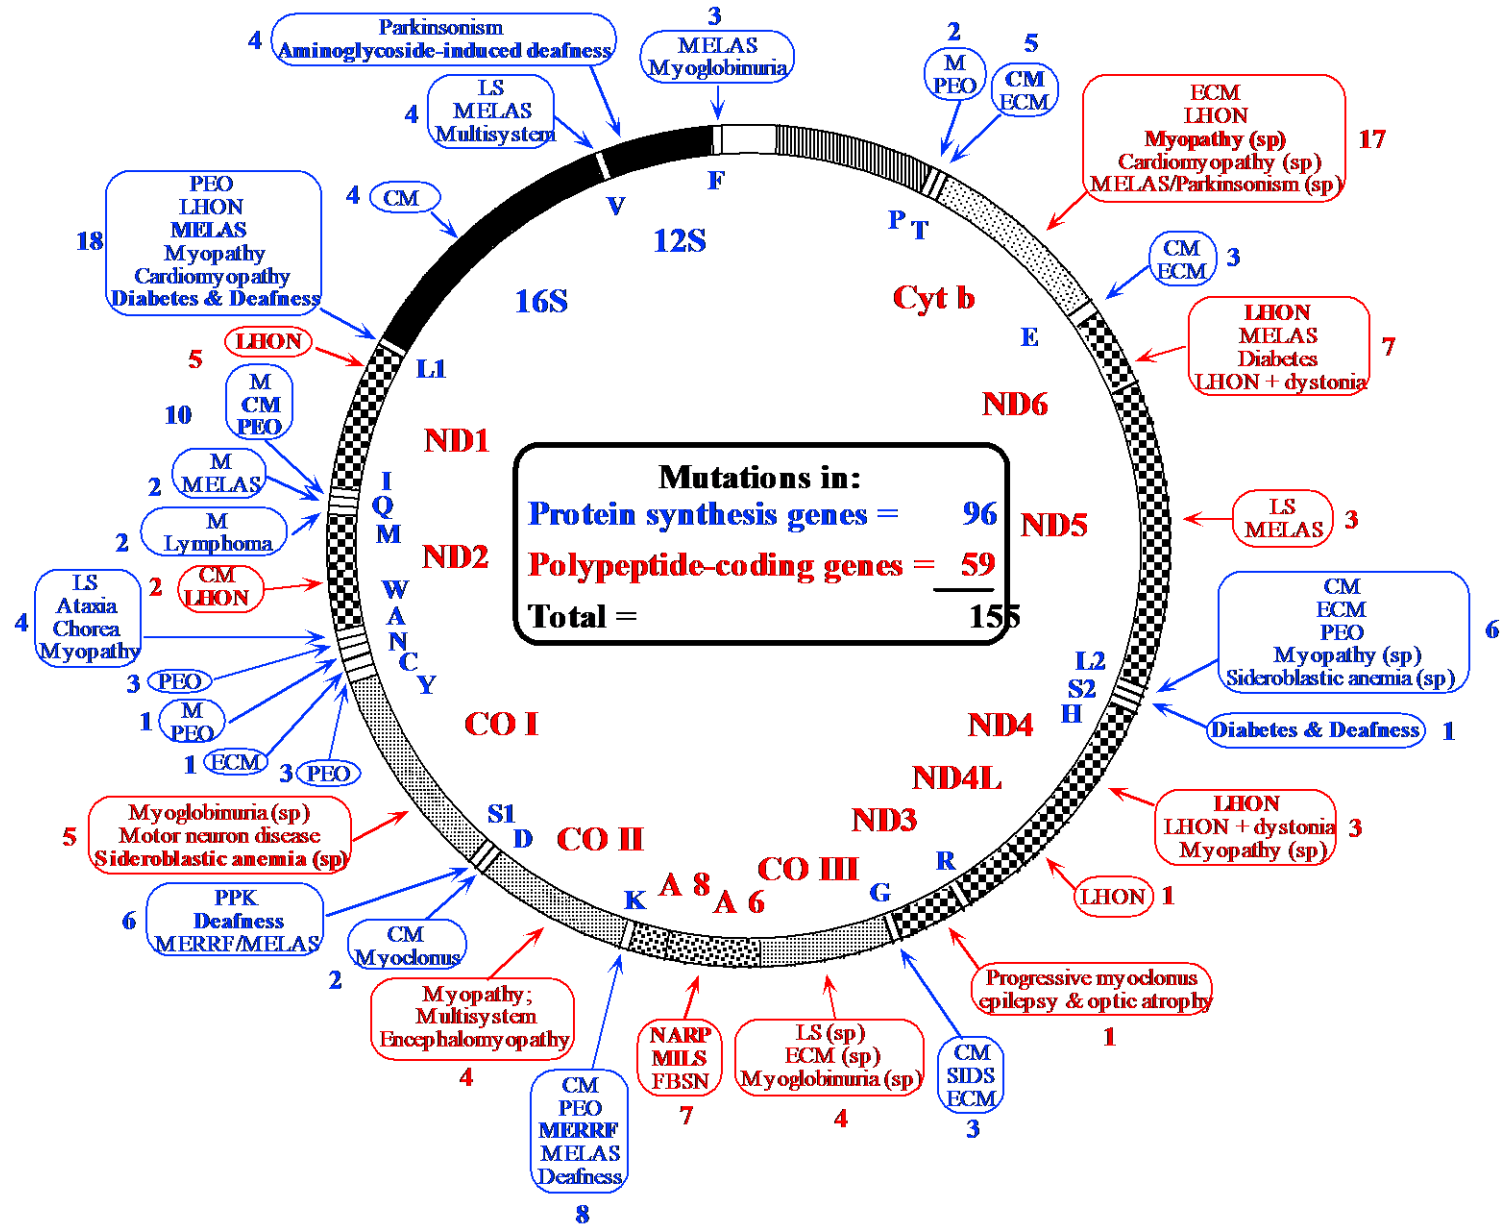 4
Parkinsonism
Aminoglycoside-induced deafness
3
MELAS
Myoglobinuria
2
M
PEO
5
CM
ECM
4
LS
MELAS
Multisystem
ECM
LHON
Myopathy (sp)
Cardiomyopathy (sp)
MELAS/Parkinsonism (sp)
17
4
CM
18
PEO
LHON
MELAS
Myopathy
Cardiomyopathy
Diabetes & Deafness
CM
ECM
3
5
LHON
LHON
MELAS
Diabetes
LHON + dystonia
7
10
M
CM
PEO
2
M
MELAS
2
M
Lymphoma
LS
MELAS
3
2
CM
LHON
4
LS
Ataxia
Chorea
Myopathy
CM
ECM
PEO
Myopathy (sp)
Sideroblastic anemia (sp)
6
3
PEO
1
M
PEO
1
ECM
3
PEO
Diabetes & Deafness
1
5
Myoglobinuria (sp)
Motor neuron disease
Sideroblastic anemia (sp)
LHON
LHON + dystonia
Myopathy (sp)
3
LHON
1
6
PPK
Deafness
MERRF/MELAS
2
CM
Myoclonus
Myopathy;
Multisystem
Encephalomyopathy
4
CM
PEO
MERRF
MELAS
Deafness
8
NARP
MILS
FBSN
7
LS (sp)
ECM (sp)
Myoglobinuria (sp)
4
CM
SIDS
ECM
3
Progressive myoclonus
epilepsy & optic atrophy
1
F
V
12S
16S
L1
ND1
I
Q
M
ND2
W
A
N
C
Y
CO I
S1
D
CO II
K
A 8
A 6
CO III
G
R
ND3
ND4L
ND4
H
S2
L2
ND5
ND6
E
Cyt b
T
P
Mutations in:
Protein synthesis genes = 96
Polypeptide-coding genes = 59
Total = 155